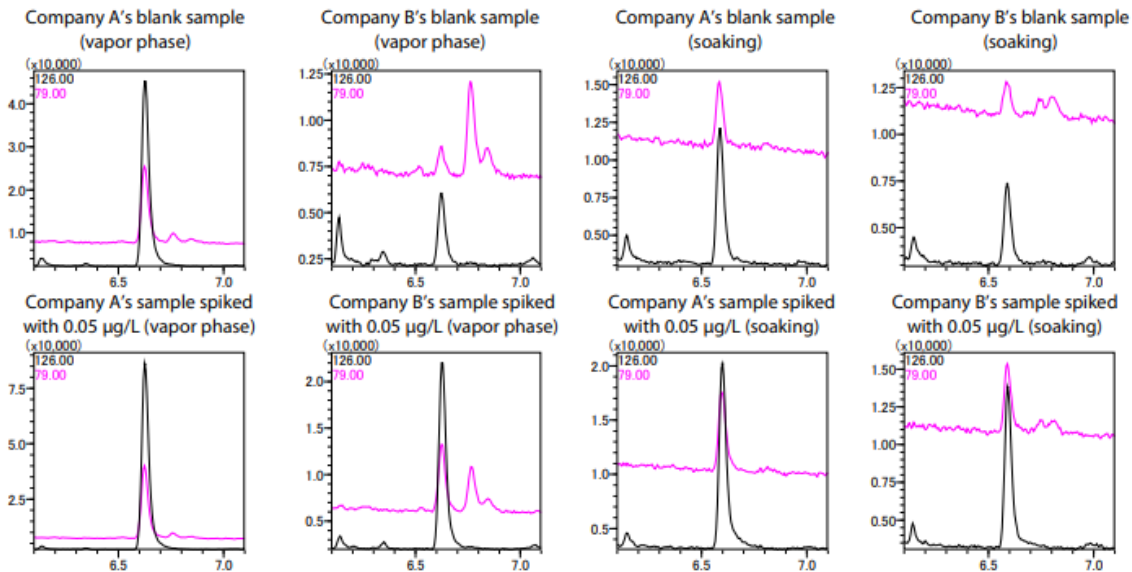 Company A's blank sample
(vapor phase)
Company B's blank sample
(vapor phase)
Company A's blank sample
(soaking)
Company B's blank sample
(soaking)
(x10,000)
126.00
79.00
4.0
3.0
2.0
1.0
6.5
7.0
(x10,000)
1.25
126.00
79.00
1.00
0.75
0.50
0.25
6.5
7.0
(x10,000)
126.00
1.50
79.00
1.25
1.00
0.75
0.50
6.5
7.0
(x10,000)
126.00
1.25
79.00
1.00
0.75
0.50
6.5
7.0
Company A's sample spiked
with 0.05 μg/L (vapor phase)
Company B's sample spiked
with 0.05 μg/L (vapor phase)
Company A's sample spiked
with 0.05 μg/L (soaking)
Company B's sample spiked
with 0.05 μg/L (soaking)
(x10,000)
126.00
79.00
7.5
5.0
2.5
6.5
7.0
(x10,000)
126.00
2.0
79.00
1.5
1.0
0.5
6.5
7.0
(x10,000)
2.0
126.00
79.00
1.5
1.0
0.5
6.5
7.0
(x10,000)
126.00
1.50
79.00
1.25
1.00
0.75
0.50
6.5
7.0